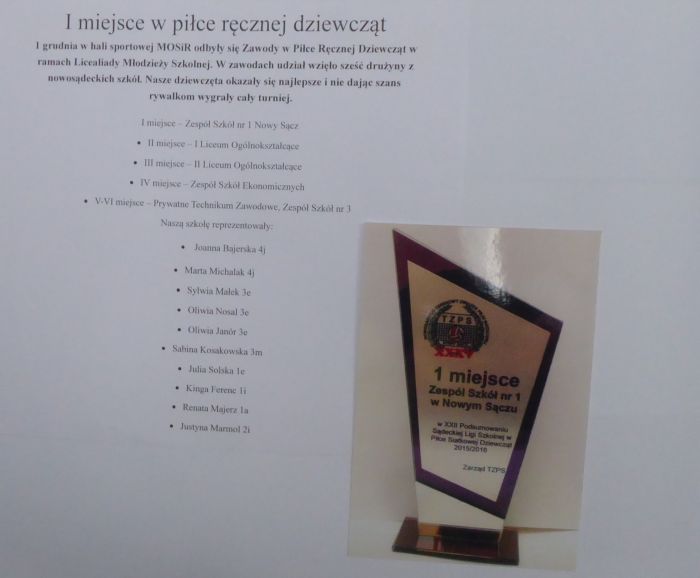 I miejsce w piłce ręcznej dziewcząt
I grudnia w hali sportowej MOSiR odbyły się Zawody w Piłce Ręcznej Dziewcząt w
ramach Licealiady Młodzieży Szkolnej. W zawodach udział wzięło sześć drużyny z
nowosądeckich szkół. Nasze dziewczęta okazały się najlepsze i nie dając szans
rywalkom wygrały cały turniej.
I miejsce – Zespół Szkół nr 1 Nowy Sącz
• II miejsce – I Liceum Ogólnokształcące
• III miejsce – II Liceum Ogólnokształcące
• IV miejsce – Zespół Szkół Ekonomicznych
• V-VI miejsce – Prywatne Technikum Zawodowe, Zespół Szkół nr 3
Naszą szkołę reprezentowały:
• Joanna Bajerska 4j
• Marta Michalak 4j
• Sylwia Małek 3e
• Oliwia Nosal 3e
• Oliwia Janór 3e
• Sabina Kosakowska 3m
• Julia Solska 1e
• Kinga Ferenc 1i
• Renata Majerz 1a
• Justyna Marmol 2i
TZPS
XXXV
1 miejsce
Zespół Szkół nr 1
w Nowym Sączu
w XXII Podsumowaniu
Sądeckiej Ligi Szkolnej w
Piłce Siatkowej Dziewcząt
2015/2016
Zarząd TZPS